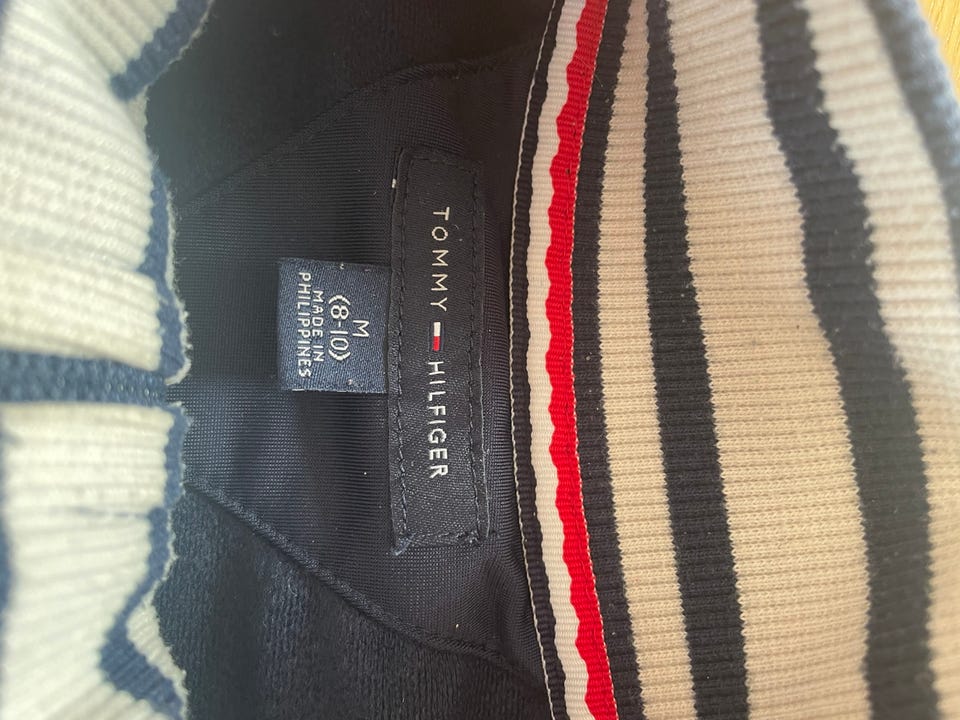 TOMMY HILFIGER
M
(8-10)
MADE IN
PHILIPPINES